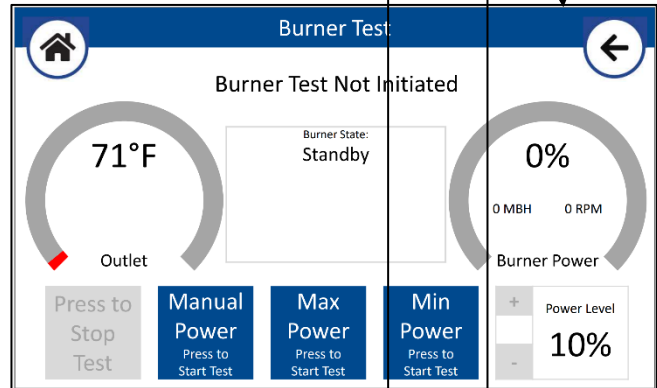 Burner Test
Burner Test Not Initiated
71°F
Outlet
Burner State:
Standby
0%
0 MBH 0 RPM
Burner Power
Press to
Stop
Test
Manual
Power
Press to
Start Test
Max
Power
Press to
Start Test
Min
Power
Press to
Start Test
+
-
Power Level
10%